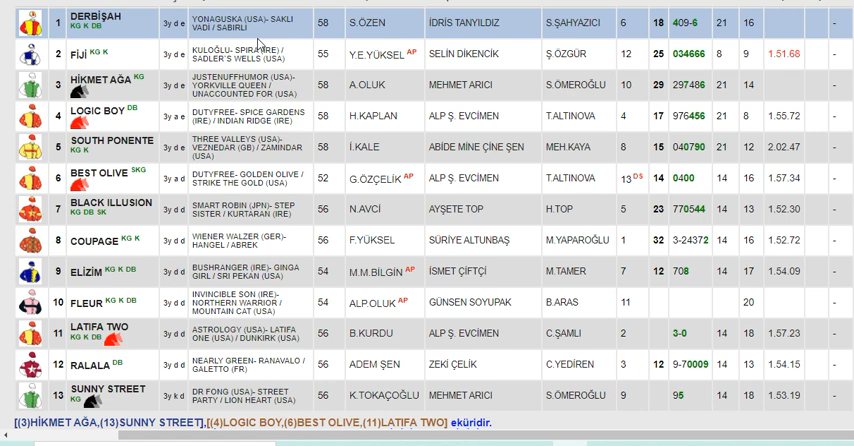 1 DERBİŞAH KG K DB 3y d e YONAGUSKA (USA)- SAKLI VADİ / SABIRLI 58 S.ÖZEN İDRİS TANYILDIZ S.ŞAHYAZICI 6 18 409-6 21 16 -
2 FİJİ KG K 3y d e KULOĞLU- SPIRA (IRE) / SADLER'S WELLS (USA) 55 Y.E.YÜKSEL AP SELİN DİKENCİK Ş.ÖZGÜR 12 25 034666 8 9 1.51.68 -
3 HİKMET AĞA KG 3y d e JUSTENUFFHUMOR (USA)- YORKVILLE QUEEN / UNACCOUNTED FOR (USA) 58 A.OLUK MEHMET ARICI S.ÖMEROĞLU 10 29 297486 21 14 -
4 LOGIC BOY DB 3y a e DUTYFREE- SPICE GARDENS (IRE) / INDIAN RIDGE (IRE) 58 H.KAPLAN ALP Ş. EVCİMEN T.ALTINOVA 4 17 976456 21 8 1.55.72 -
5 SOUTH PONENTE KG K 3y d e THREE VALLEYS (USA)- VEZNEDAR (GB) / ZAMINDAR (USA) 58 İ.KALE ABİDE MİNE ÇİNE ŞEN MEH.KAYA 8 15 040790 21 12 2.02.47 -
6 BEST OLIVE SKG 3y a d DUTYFREE- GOLDEN OLIVE / STRIKE THE GOLD (USA) 52 G.ÖZÇELİK AP ALP Ş. EVCİMEN T.ALTINOVA 13 DS 14 0400 14 16 1.57.34 -
7 BLACK ILLUSION KG DB SK 3y d d SMART ROBIN (JPN)- STEP SISTER / KURTARAN (IRE) 56 N.AVCİ AYŞETE TOP H.TOP 5 23 770544 14 13 1.52.30 -
8 COUPAGE KG K 3y d d WIENER WALZER (GER)- HANGEL / ABREK 56 F.YÜKSEL SÜRİYE ALTUNBAŞ M.YAPAROĞLU 1 32 3-24372 14 16 1.52.72 -
9 ELİZİM KG K DB 3y d d BUSHRANGER (IRE)- GINGA GIRL / SRI PEKAN (USA) 54 M.M.BİLGİN AP İSMET ÇİFTÇİ M.TAMER 7 12 708 14 17 1.54.09 -
10 FLEUR KG K DB 3y d d INVINCIBLE SON (IRE)- NORTHERN WARRIOR / MOUNTAIN CAT (USA) 54 ALP.OLUK AP GÜNSEN SOYUPAK B.ARAS 11 20 -
11 LATIFA TWO KG K DB 3y d d ASTROLOGY (USA)- LATIFA ONE (USA) / DUNKIRK (USA) 56 B.KURDU ALP Ş. EVCİMEN C.ŞAMLI 2 3-0 14 18 1.57.23 -
12 RALALA DB 3y d d NEARLY GREEN- RANAVALO / GALETTO (FR) 56 ADEM ŞEN ZEKİ ÇELİK C.YEDİREN 3 12 9-70009 14 13 1.54.15 -
13 SUNNY STREET KG K 3y k d DR FONG (USA)- STREET PARTY / LION HEART (USA) 56 K.TOKAÇOĞLU MEHMET ARICI S.ÖMEROĞLU 9 95 14 18 1.53.19 -
[(3)HİKMET AĞA,(13)SUNNY STREET],[(4)LOGIC BOY,(6)BEST OLIVE,(11)LATIFA TWO] eküridir.